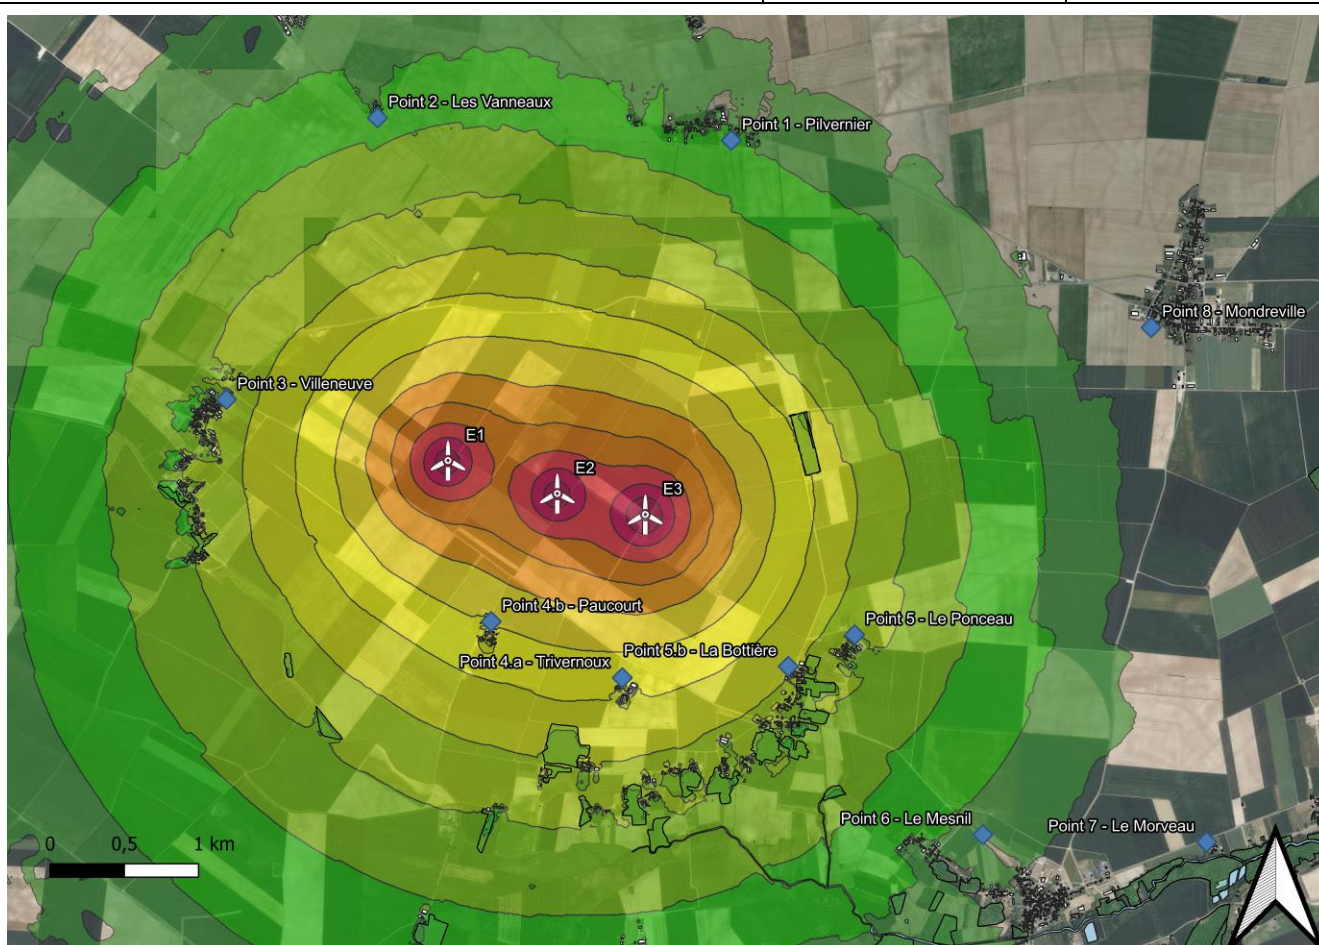 Point 2 - Les Vanneaux
Point 1 - Pilvernier
Point 8 - Mondreville
Point 3 - Villeneuve
E1
E2
E3
Point 4.b - Paucourt
Point 5 - Le Ponceau
Point 4.a - Trivernoux
Point 5.b - La Bottière
Point 6 - Le Mesnil
Point 7 - Le Morveau
0 0,5 1 km